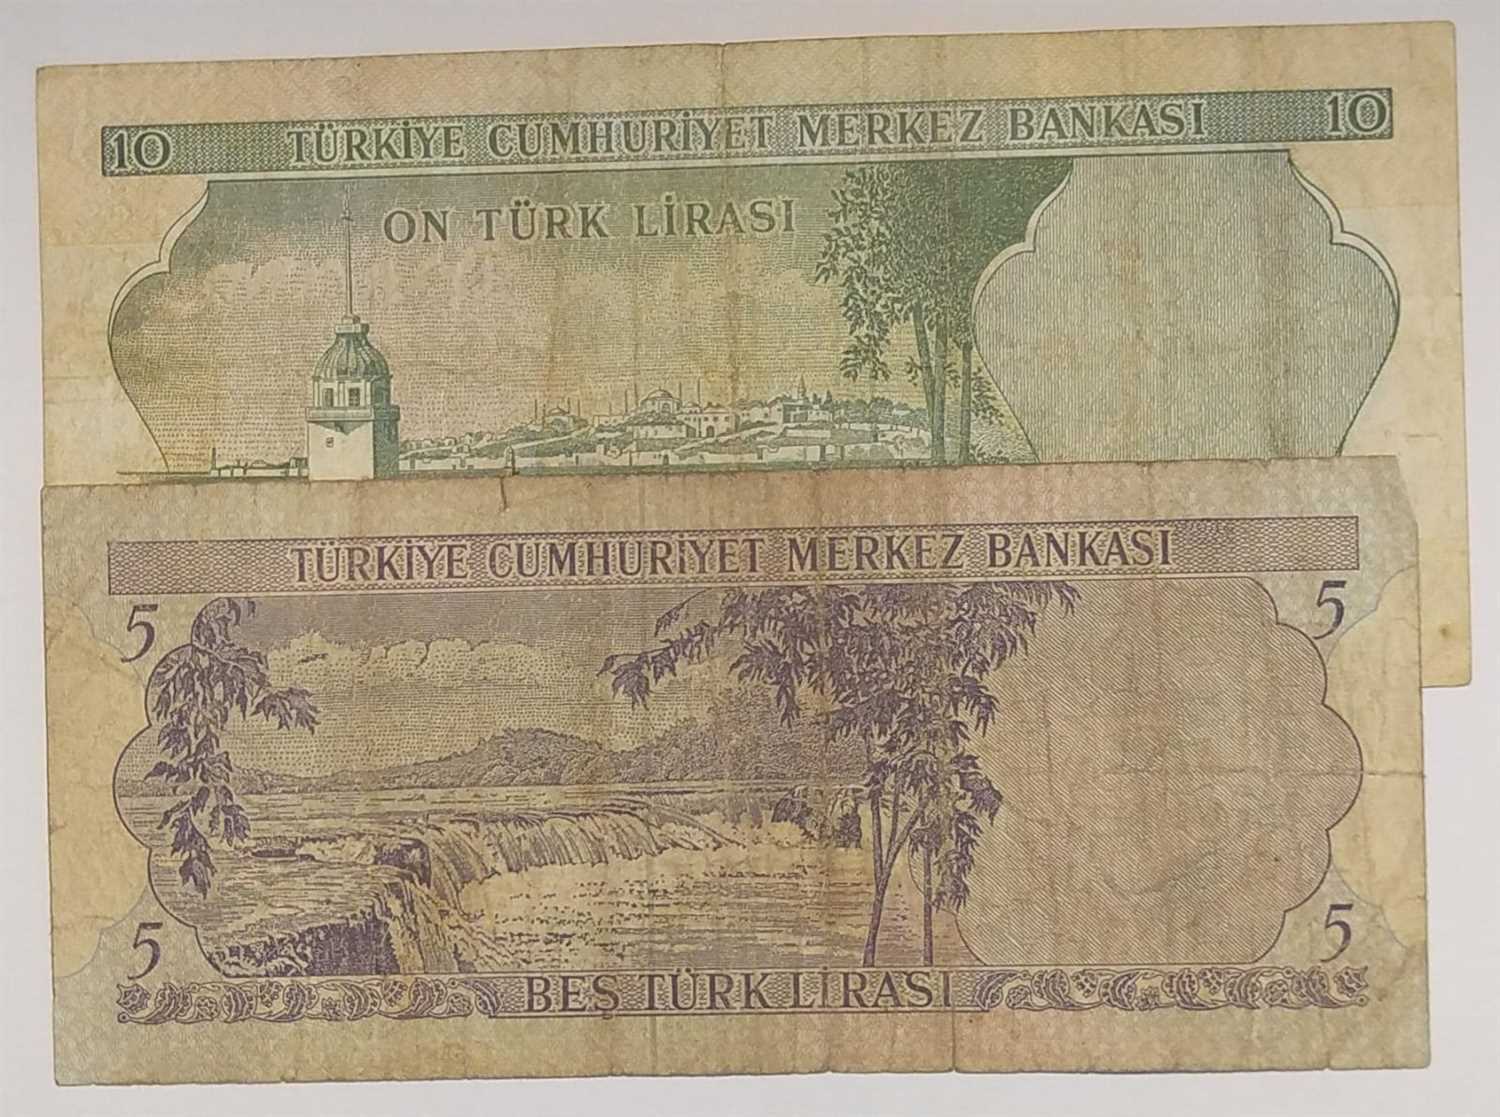 10 TÜRKİYE CUMHURİYET MERKEZ BANKASI 10
ON TÜRK LİRASI
TÜRKİYE CUMHURİYET MERKEZ BANKASI
5 5
5 5
BEŞ TÜRK LİRASI